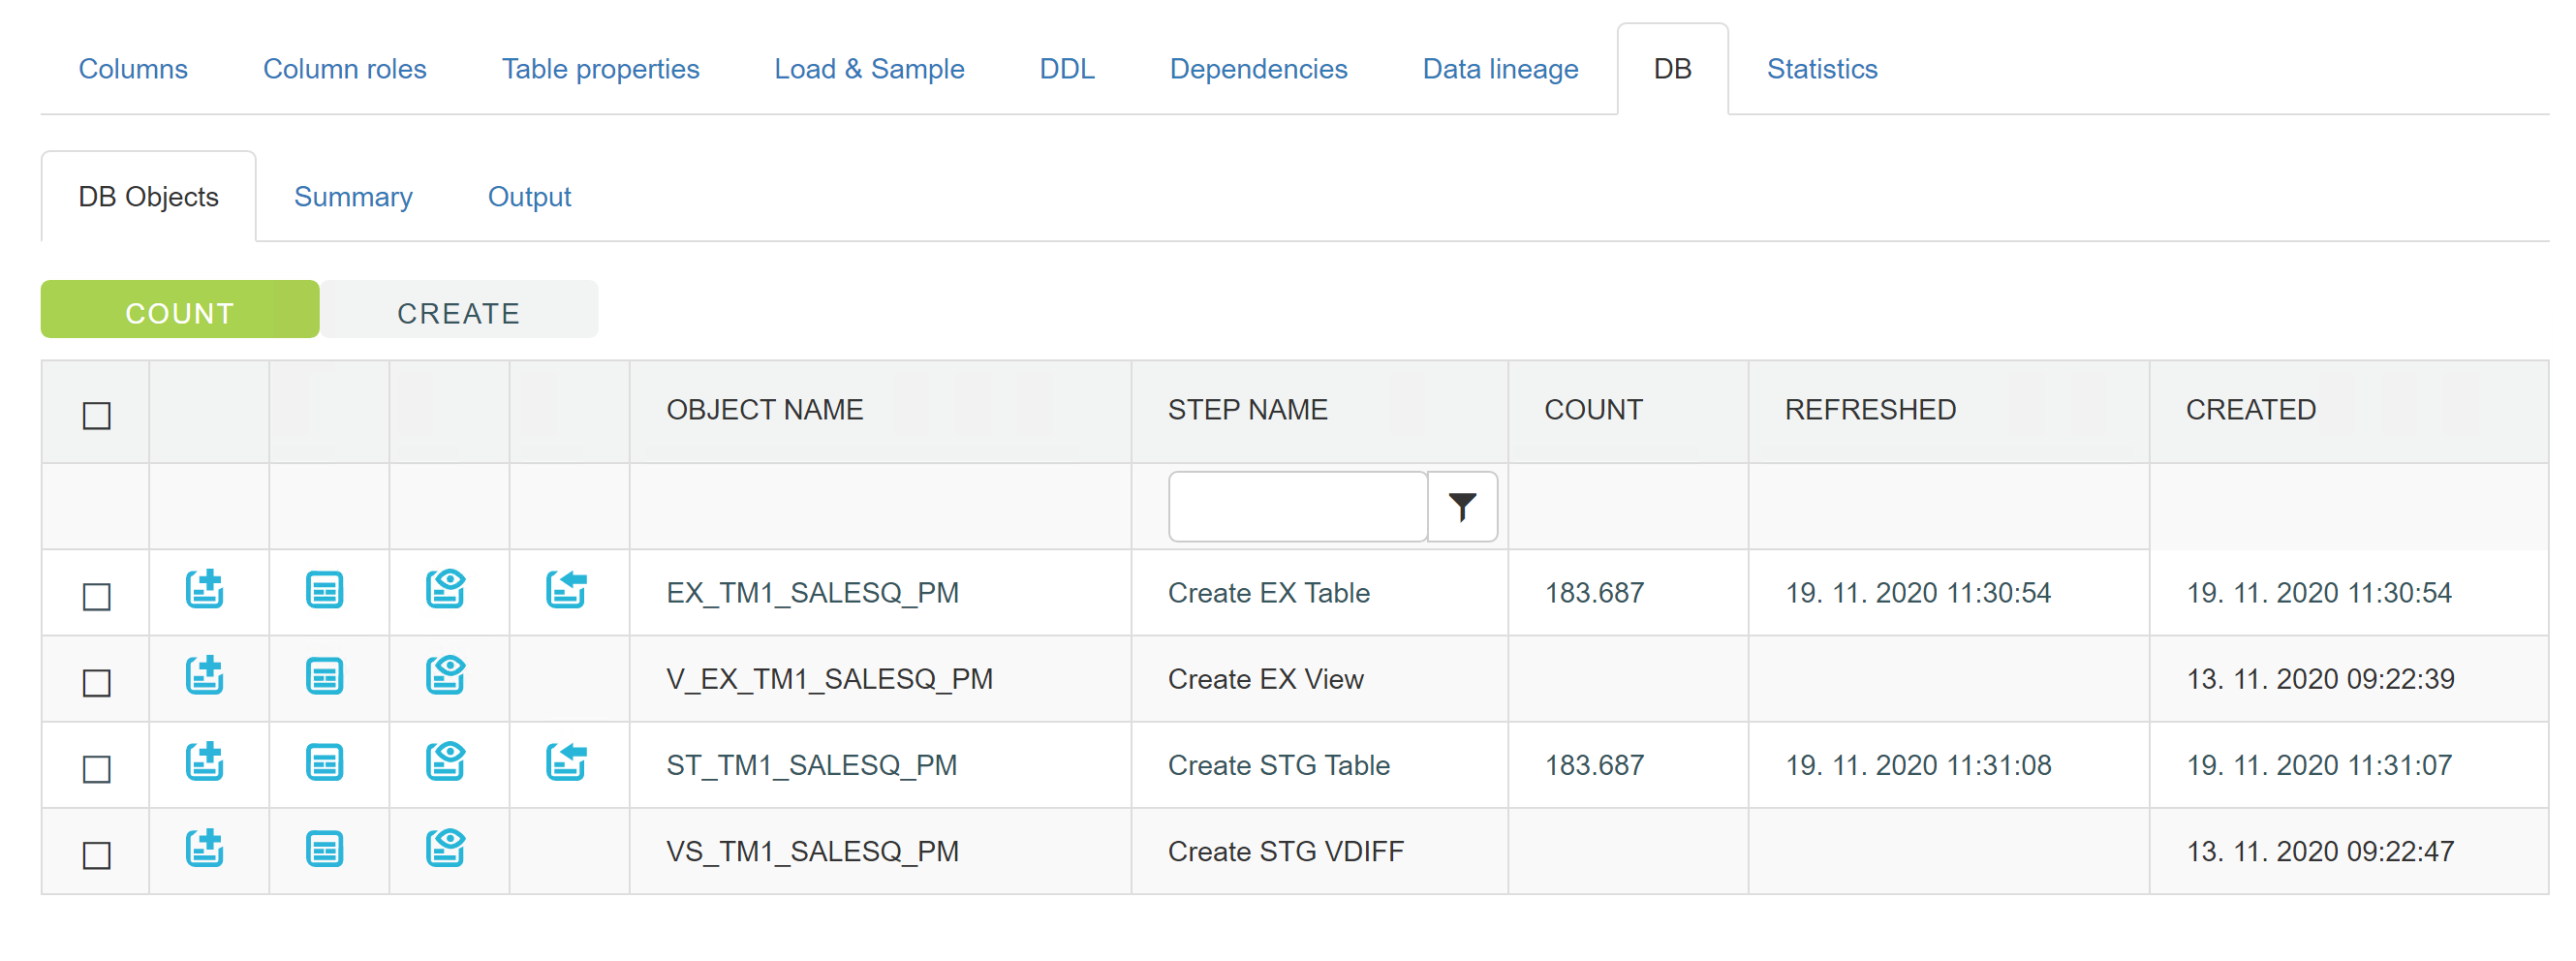 Columns Column roles Table properties Load & Sample DDL Dependencies Data lineage DB Statistics
DB Objects Summary Output
COUNT CREATE
OBJECT NAME STEP NAME COUNT REFRESHED CREATED
EX_TM1_SALESQ_PM Create EX Table 183.687 19. 11. 2020 11:30:54 19. 11. 2020 11:30:54
V_EX_TM1_SALESQ_PM Create EX View 13. 11. 2020 09:22:39
ST_TM1_SALESQ_PM Create STG Table 183.687 19. 11. 2020 11:31:08 19. 11. 2020 11:31:07
VS_TM1_SALESQ_PM Create STG VDIFF 13. 11. 2020 09:22:47